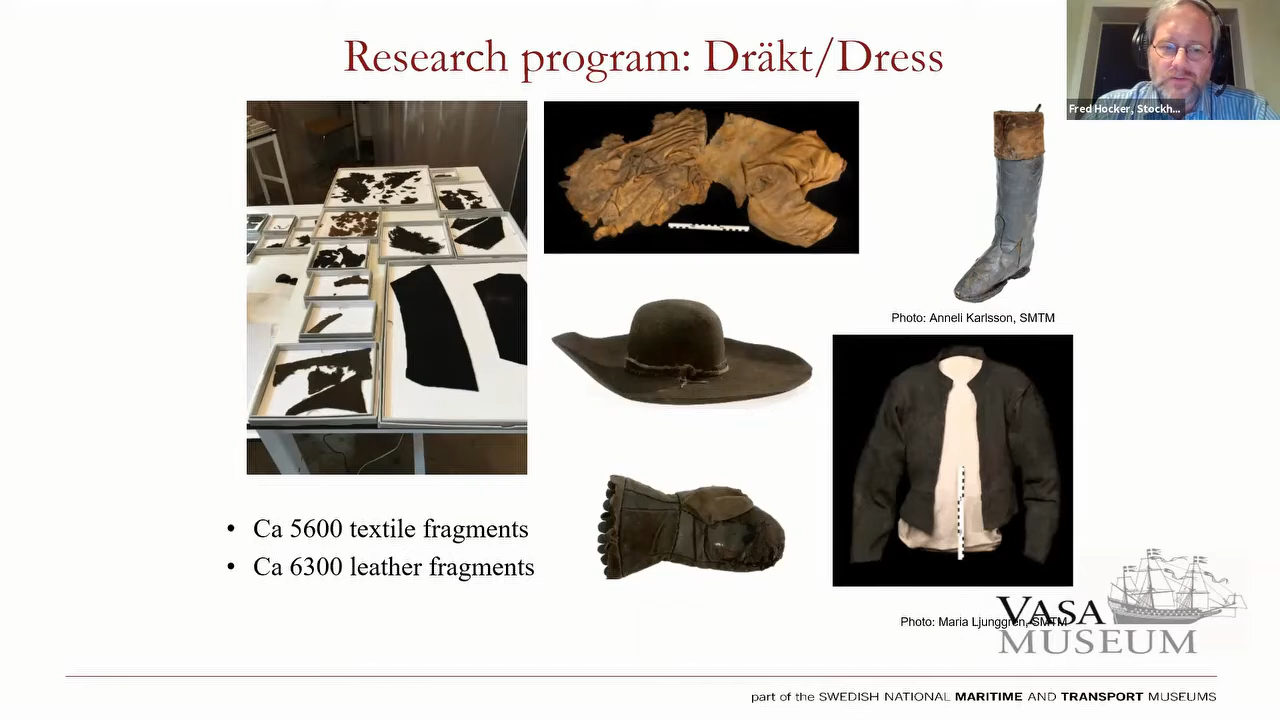 Research program: Dräkt/Dress
Fred Hocker, Stockh...
Photo: Anneli Karlsson, SMTM
• Ca 5600 textile fragments
• Ca 6300 leather fragments
Photo: Maria Ljunggren, SMTM
VASA
MUSEUM
part of the SWEDISH NATIONAL MARITIME AND TRANSPORT MUSEUMS